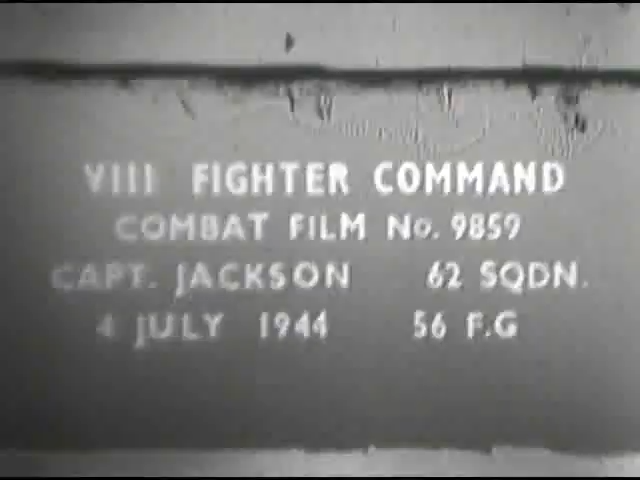 VIII FIGHTER COMMAND
COMBAT FILM No. 9859
CAPT. JACKSON 62 SQDN.
4 JULY 1944 56 F.G